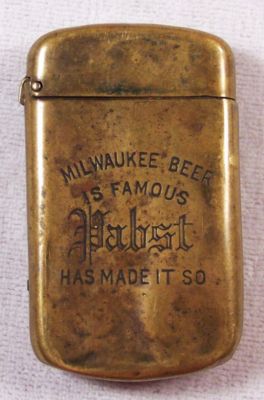 MILWAUKEE BEER
IS FAMOUS
Pabst
HAS MADE IT SO